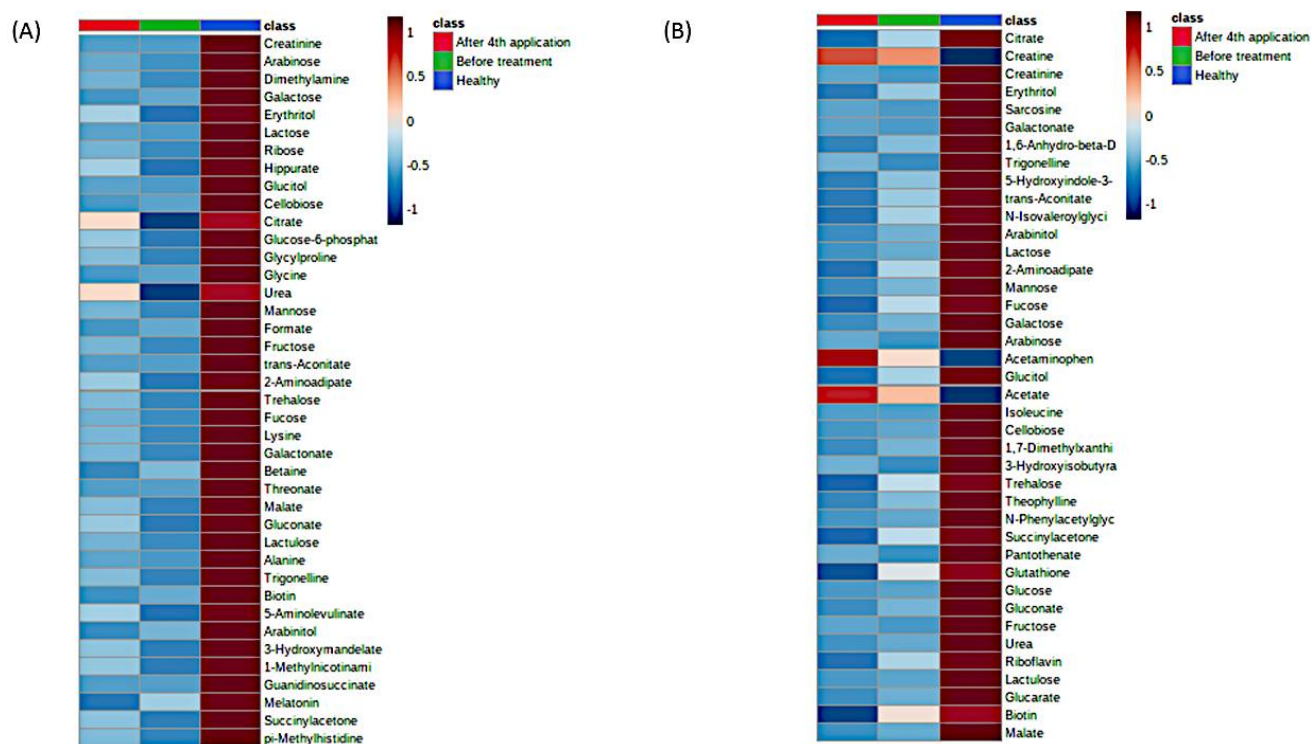 (A)
class
Creatinine
Arabinose
Dimethylamine
Galactose
Erythritol
Lactose
Ribose
Hippurate
Glucitol
Cellobiose
Citrate
Glucose-6-phosphat
Glycylproline
Glycine
Urea
Mannose
Formate
Fructose
trans-Aconitate
2-Aminoadipate
Trehalose
Fucose
Lysine
Galactonate
Betaine
Threonate
Malate
Gluconate
Lactulose
Alanine
Trigonelline
Biotin
5-Aminolevulinate
Arabinitol
3-Hydroxymandelate
1-Methylnicotinami
Guanidinosuccinate
Melatonin
Succinylacetone
pi-Methylhistidine
1
0.5
0
-0.5
-1
class
After 4th application
Before treatment
Healthy
(B)
class
Citrate
Creatine
Creatinine
Erythritol
Sarcosine
Galactonate
1,6-Anhydro-beta-D
Trigonelline
5-Hydroxyindole-3-
trans-Aconitate
N-Isovaleroylglyci
Arabinitol
Lactose
2-Aminoadipate
Mannose
Fucose
Galactose
Arabinose
Acetaminophen
Glucitol
Acetate
Isoleucine
Cellobiose
1,7-Dimethylxanthi
3-Hydroxyisobutyra
Trehalose
Theophylline
N-Phenylacetylglyc
Succinylacetone
Pantothenate
Glutathione
Glucose
Gluconate
Fructose
Urea
Riboflavin
Lactulose
Glucarate
Biotin
Malate
1
0.5
0
-0.5
-1
class
After 4th application
Before treatment
Healthy